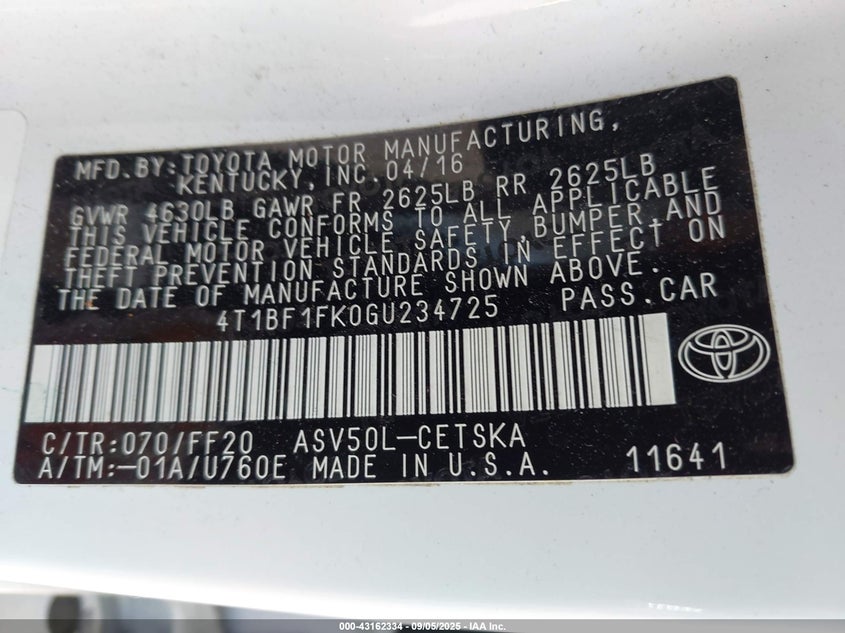 MFD.BY:TOYOTA MOTOR MANUFACTURING,
KENTUCKY,INC.04/16
GVWR 4630LB GAWR FR 2625LB RR 2625LB
THIS VEHICLE CONFORMS TO ALL APPLICABLE
FEDERAL MOTOR VEHICLE SAFETY,BUMPER,AND
THEFT PREVENTION STANDARDS IN EFFECT ON
THE DATE OF MANUFACTURE SHOWN ABOVE.
4T1BF1FK0GU234725 PASS.CAR
C/TR:070/FF20 ASV50L-CETSKA
A/TM:-01A/U760E MADE IN U.S.A. 11641
000-43162334 - 09/05/2025 - IAA Inc.